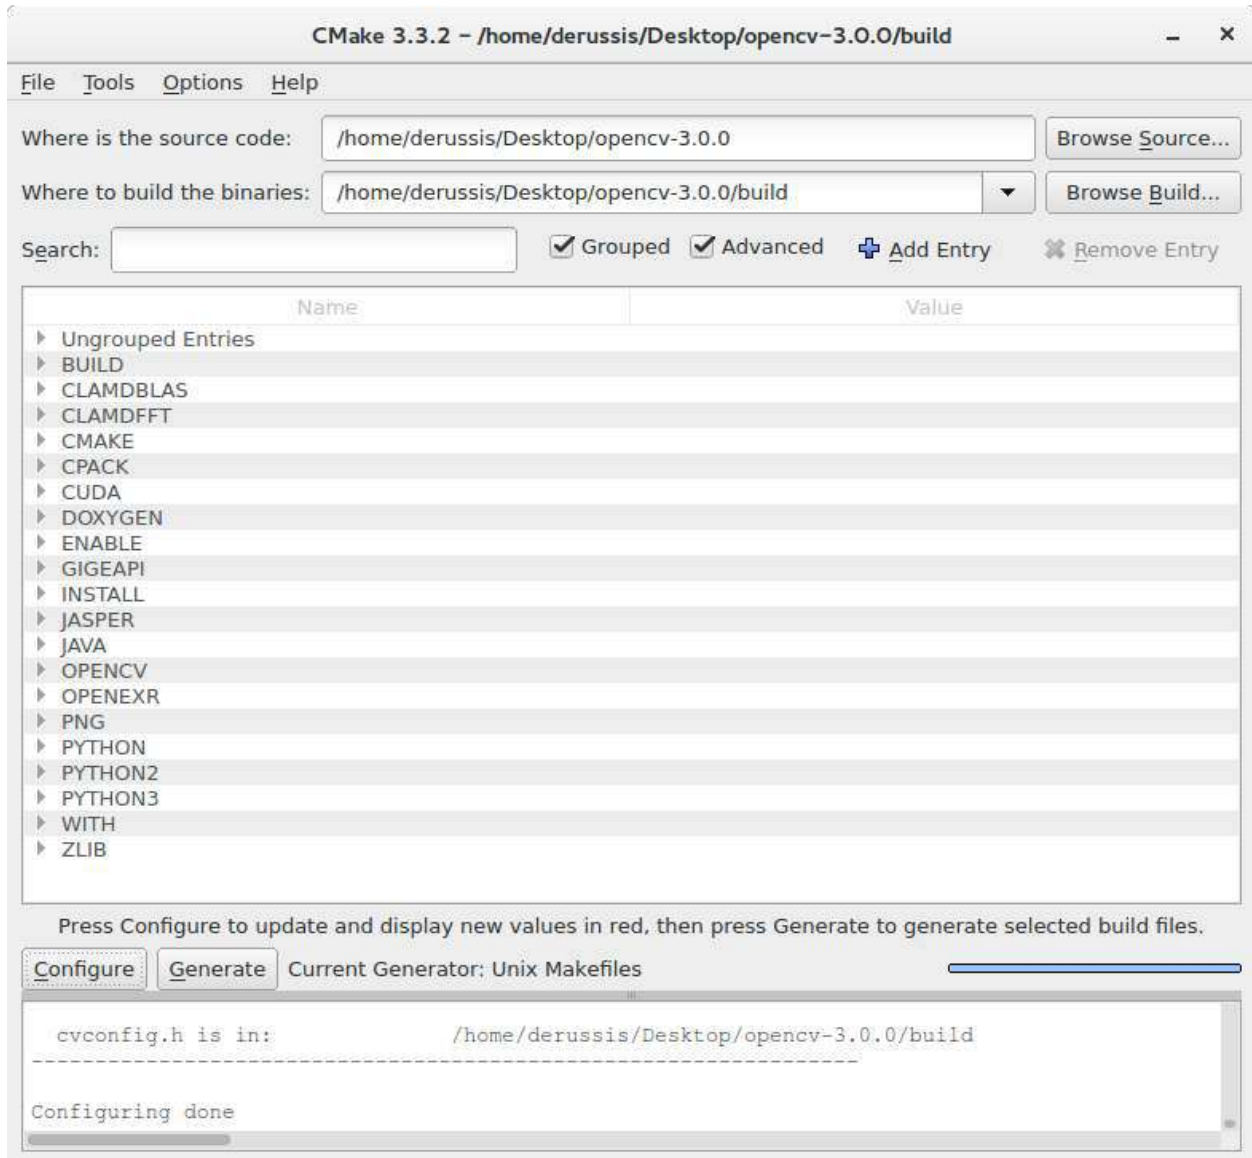 CMake 3.3.2 – /home/derussis/Desktop/opencv-3.0.0/build
File Tools Options Help
Where is the source code: /home/derussis/Desktop/opencv-3.0.0 Browse Source...
Where to build the binaries: /home/derussis/Desktop/opencv-3.0.0/build Browse Build...
Search: Grouped Advanced Add Entry Remove Entry
Name Value
Ungrouped Entries
BUILD
CLAMDBLAS
CLAMDFFT
CMAKE
CPACK
CUDA
DOXYGEN
ENABLE
GIGEAPI
INSTALL
JASPER
JAVA
OPENCV
OPENEXR
PNG
PYTHON
PYTHON2
PYTHON3
WITH
ZLIB
Press Configure to update and display new values in red, then press Generate to generate selected build files.
Configure Generate Current Generator: Unix Makefiles
cvconfig.h is in: /home/derussis/Desktop/opencv-3.0.0/build
-----------------------------------------------------------------
Configuring done